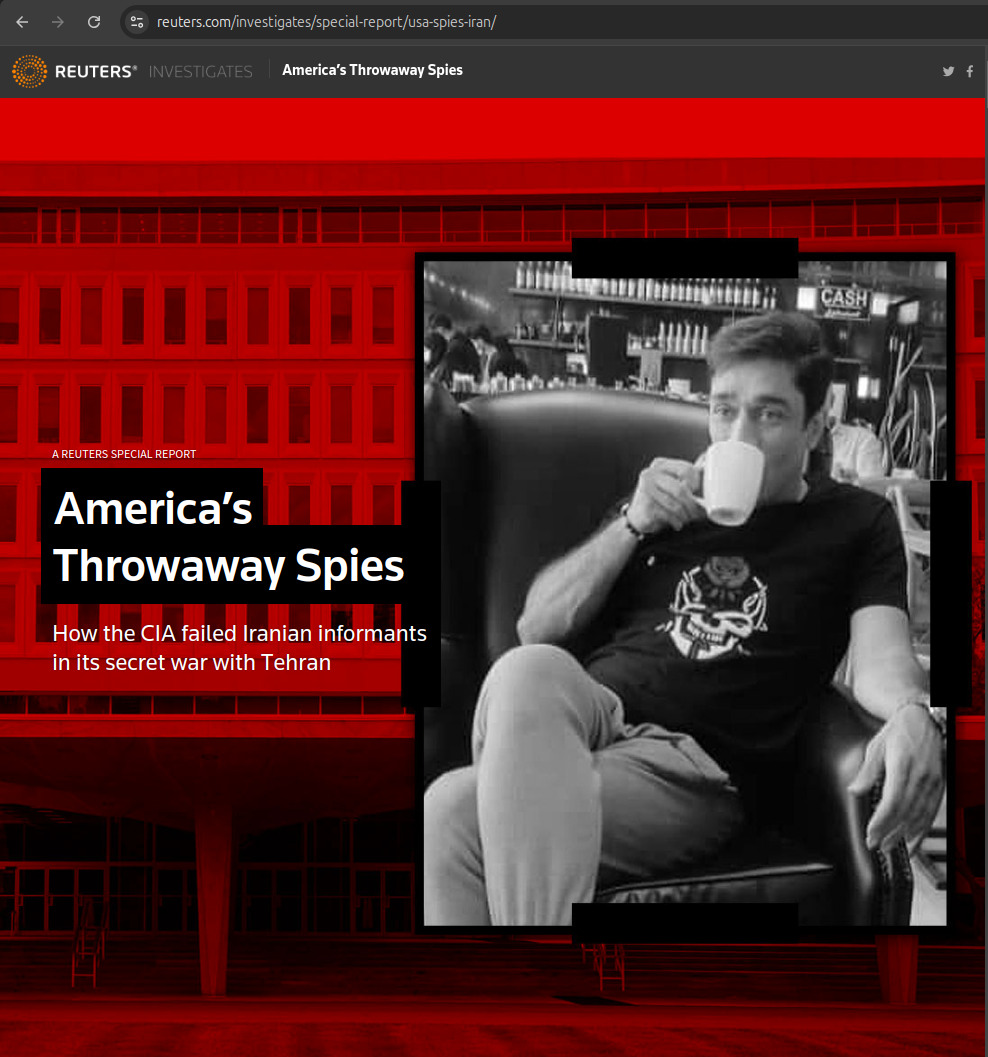 reuters.com/investigates/special-report/usa-spies-iran/
REUTERS® INVESTIGATES America's Throwaway Spies
CASH
A REUTERS SPECIAL REPORT
America's
Throwaway Spies
How the CIA failed Iranian informants
in its secret war with Tehran